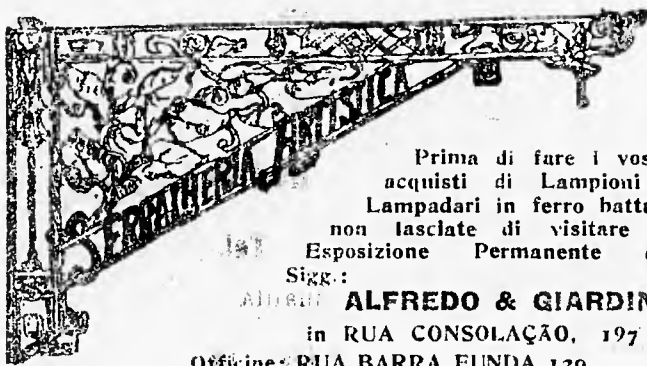 SERRALHERIA ARTISTICA
Prima di fare i vos
acquisti di Lampioni
Lampadari in ferro batt
non lasciate di visitare
Esposizione Permanente
Sigg.:
ALFREDO & GIARDIN
in RUA CONSOLAÇÃO, 197
Officine: RUA BARRA FUNDA 129